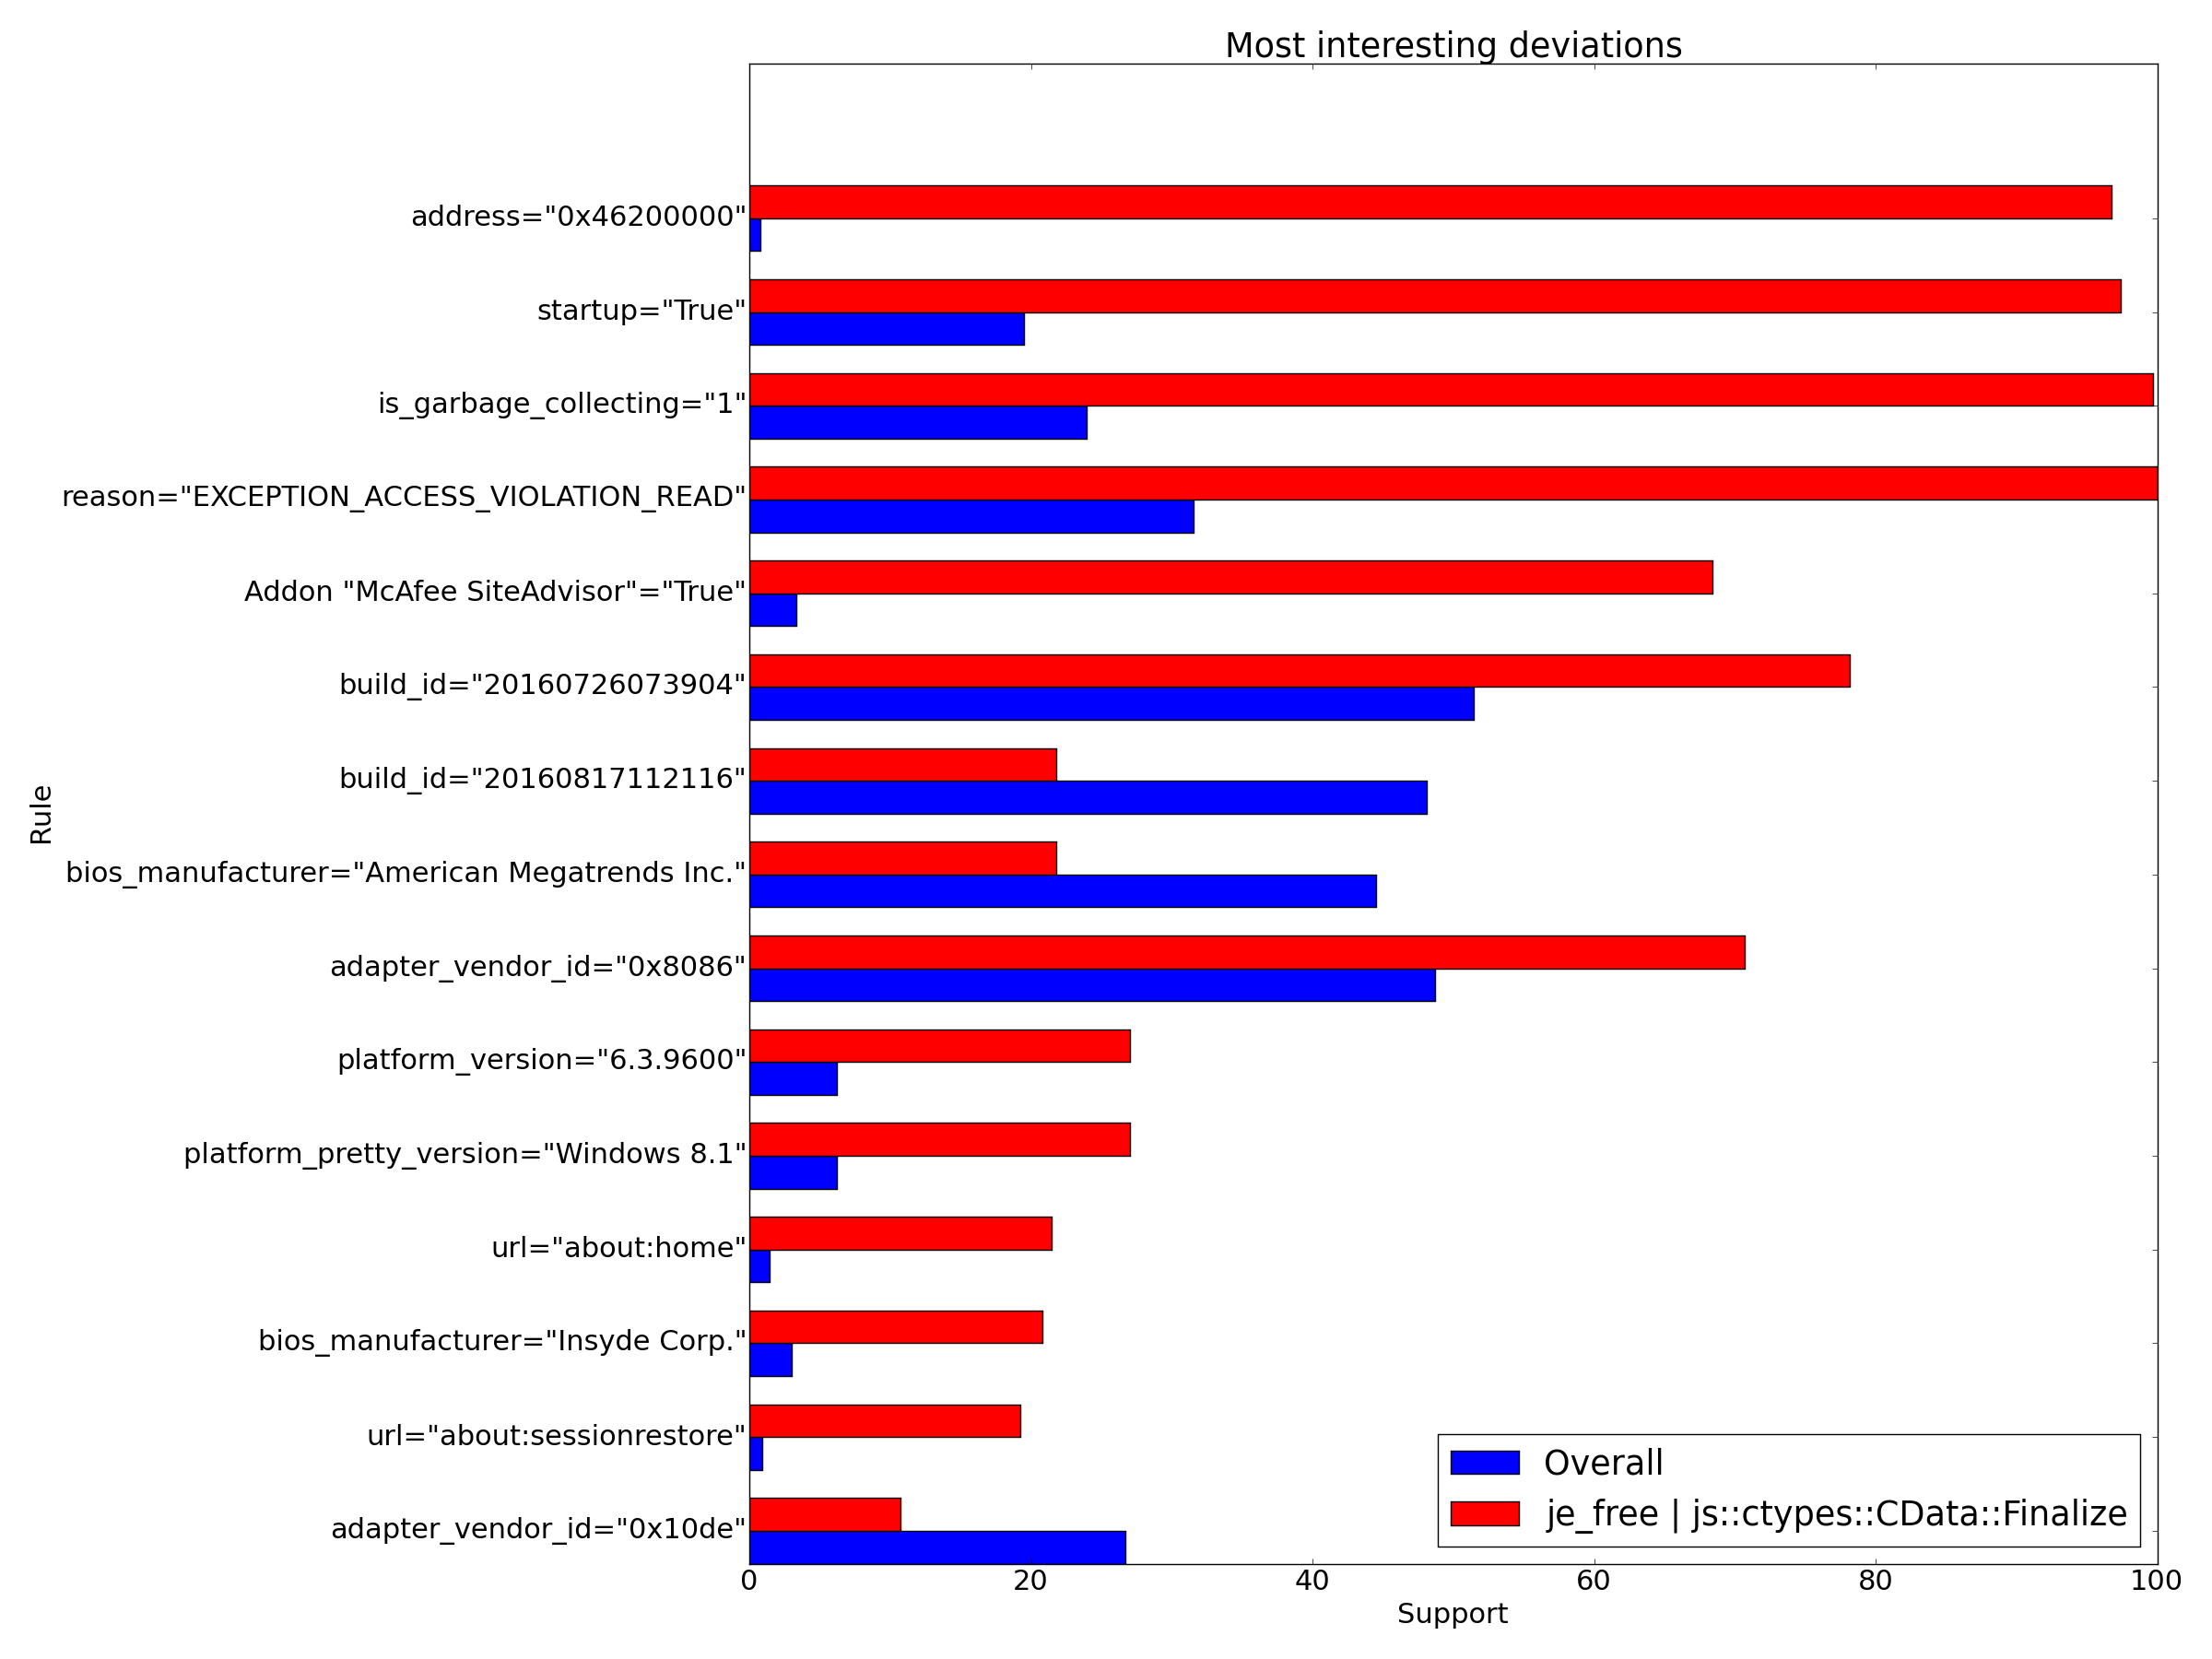 Most interesting deviations
address="0x46200000"
startup="True"
is_garbage_collecting="1"
reason="EXCEPTION_ACCESS_VIOLATION_READ"
Addon "McAfee SiteAdvisor"="True"
build_id="20160726073904"
build_id="20160817112116"
bios_manufacturer="American Megatrends Inc."
adapter_vendor_id="0x8086"
platform_version="6.3.9600"
platform_pretty_version="Windows 8.1"
url="about:home"
bios_manufacturer="Insyde Corp."
url="about:sessionrestore"
adapter_vendor_id="0x10de"
Rule
Overall
je_free | js::ctypes::CData::Finalize
0 20 40 60 80 100
Support